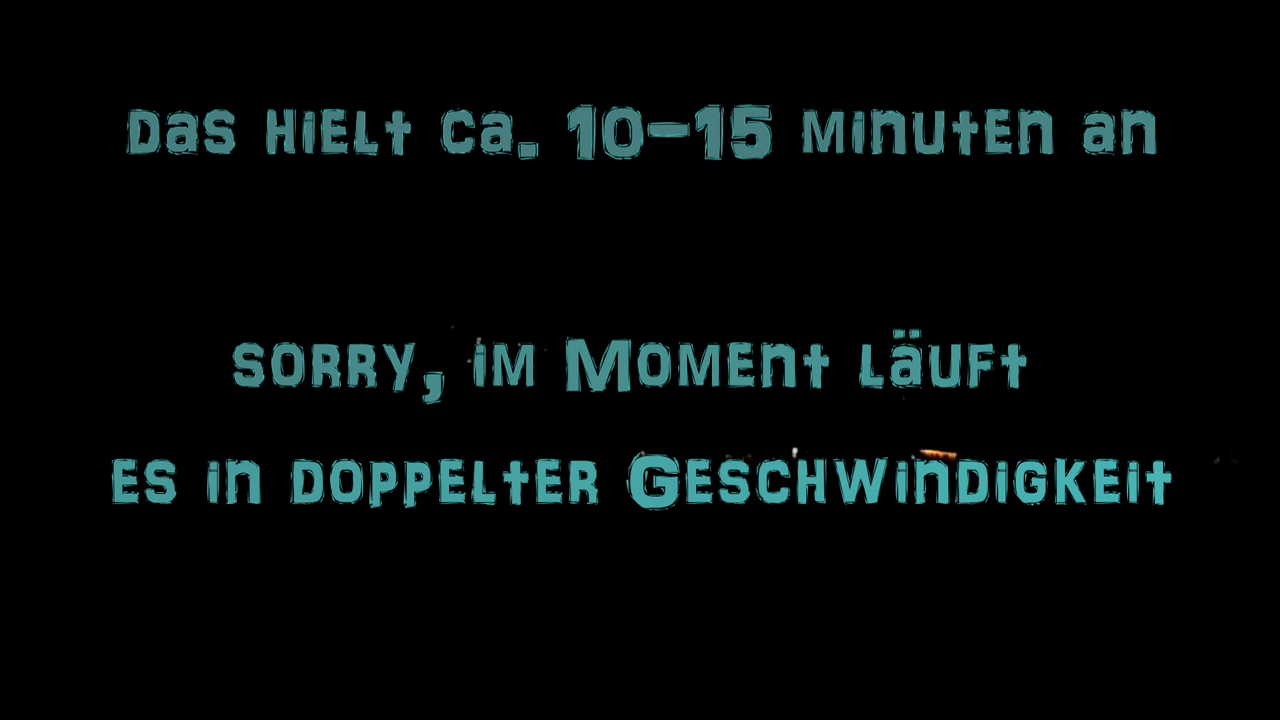 das hielt ca. 10-15 minuten an
sorry, im Moment läuft
es in doppelter Geschwindigkeit